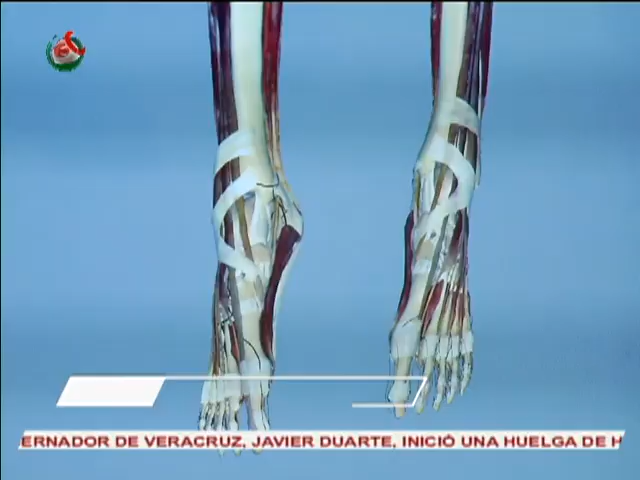 ERNADOR DE VERACRUZ, JAVIER DUARTE, INICIÓ UNA HUELGA DE H